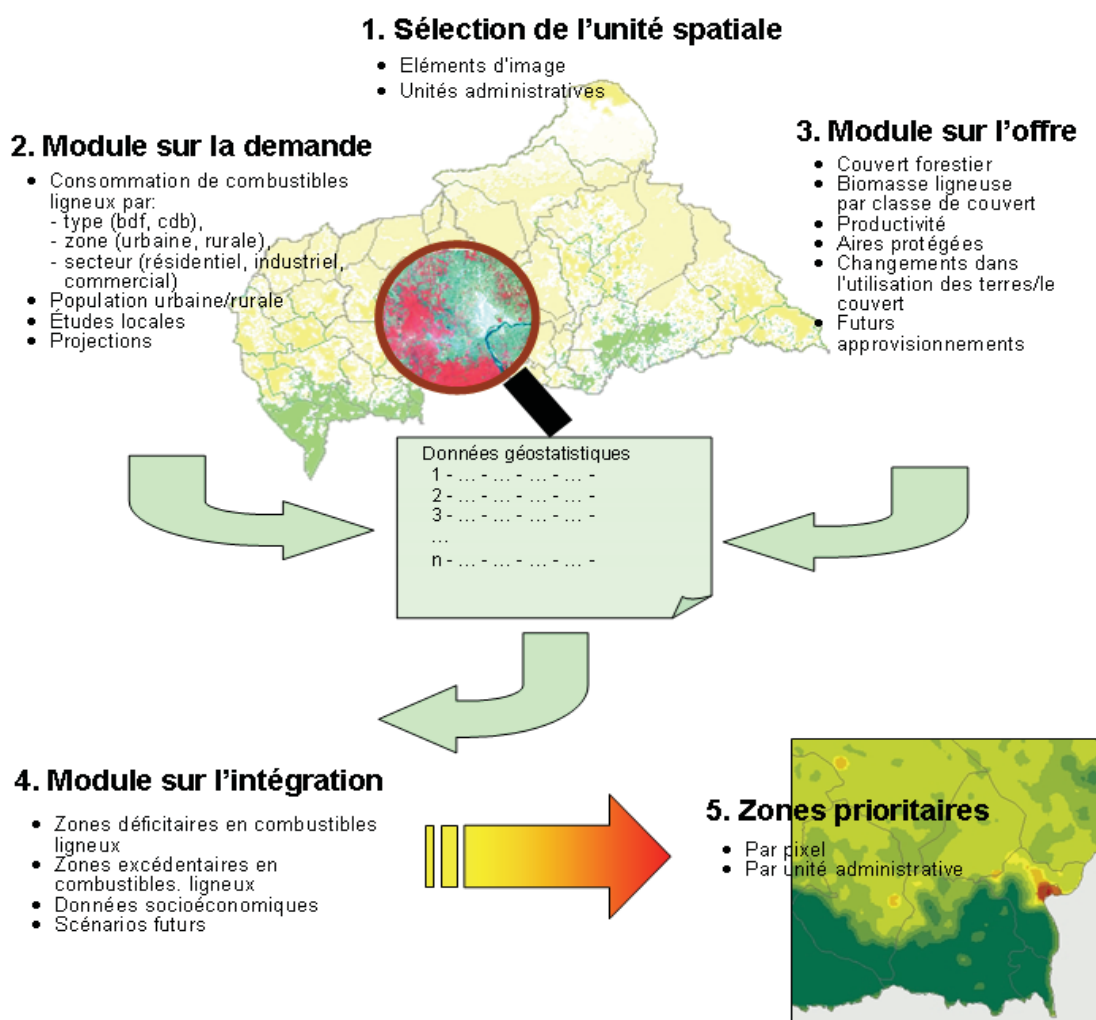 1. Sélection de l'unité spatiale
• Eléments d'image
• Unités administratives
2. Module sur la demande
• Consommation de combustibles
ligneux par:
- type (bdf, cdb),
- zone (urbaine, rurale),
- secteur (résidentiel, industriel,
commercial)
• Population urbaine/rurale
• Études locales
• Projections
3. Module sur l'offre
• Couvert forestier
• Biomasse ligneuse
par classe de couvert
• Productivité
• Aires protégées
• Changements dans
l'utilisation des terres/le
couvert
• Futurs
approvisionnements
Données géostatistiques
1 - ... - ... - ... - ... -
2 - ... - ... - ... - ... -
3 - ... - ... - ... - ... -
...
n - ... - ... - ... - ... -
4. Module sur l'intégration
• Zones déficitaires en combustibles
ligneux
• Zones excédentaires en
combustibles. ligneux
• Données socioéconomiques
• Scénarios futurs
5. Zones prioritaires
• Par pixel
• Par unité administrative